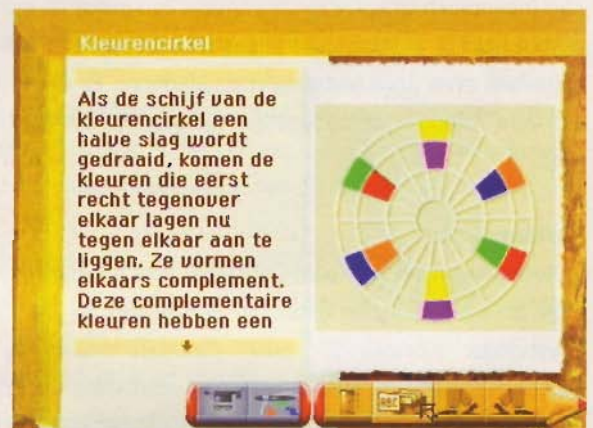 Kleurencirkel
Als de schijf van de
kleurencirkel een
halve slag wordt
gedraaid, komen de
kleuren die eerst
recht tegenover
elkaar lagen nu
tegen elkaar aan te
liggen. Ze vormen
elkaars complement.
Deze complementaire
kleuren hebben een